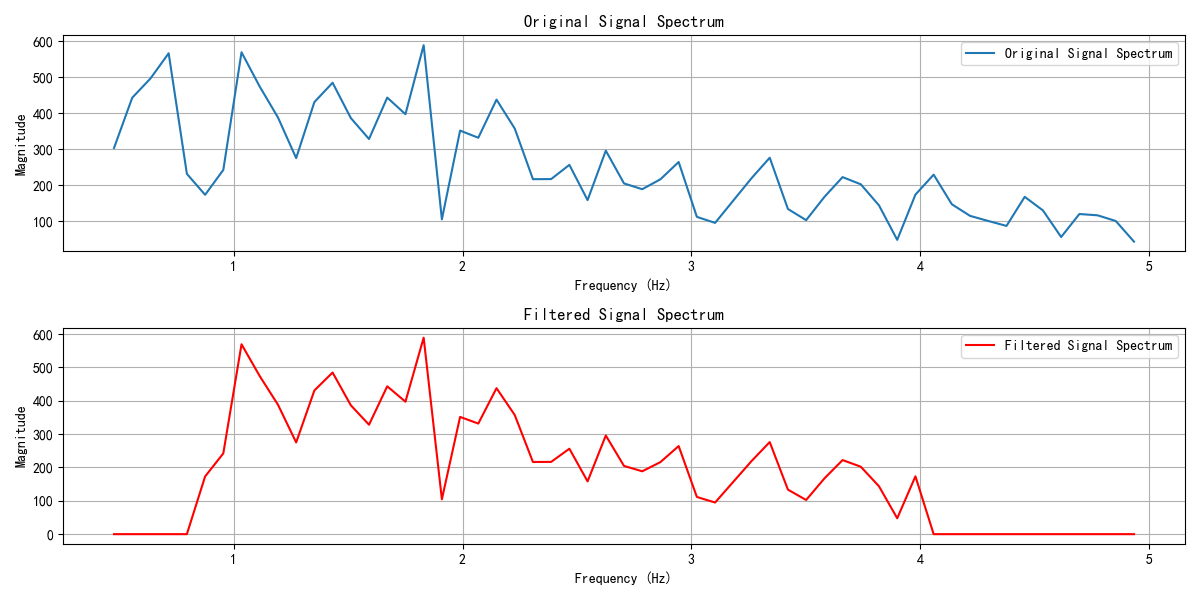 Original Signal Spectrum
600
500
400
300
200
100
Magnitude
Original Signal Spectrum
1 2 3 4 5
Frequency (Hz)
Filtered Signal Spectrum
600
500
400
300
200
100
0
Magnitude
Filtered Signal Spectrum
1 2 3 4 5
Frequency (Hz)